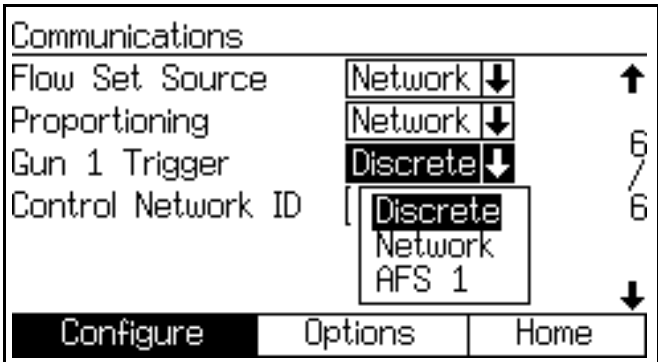 Communications
Flow Set Source Network
Proportioning Network
Gun 1 Trigger Discrete
Control Network ID [
Discrete
Network
AFS 1
6
/
6
Configure Options Home